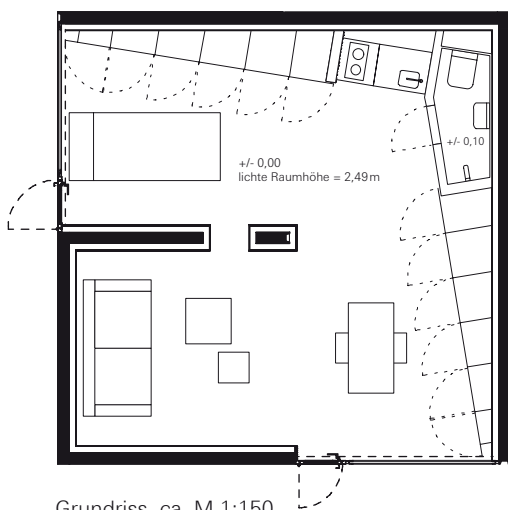 +/- 0,10
+/- 0,00
lichte Raumhöhe = 2,49 m
Grundriss, ca. M 1:150